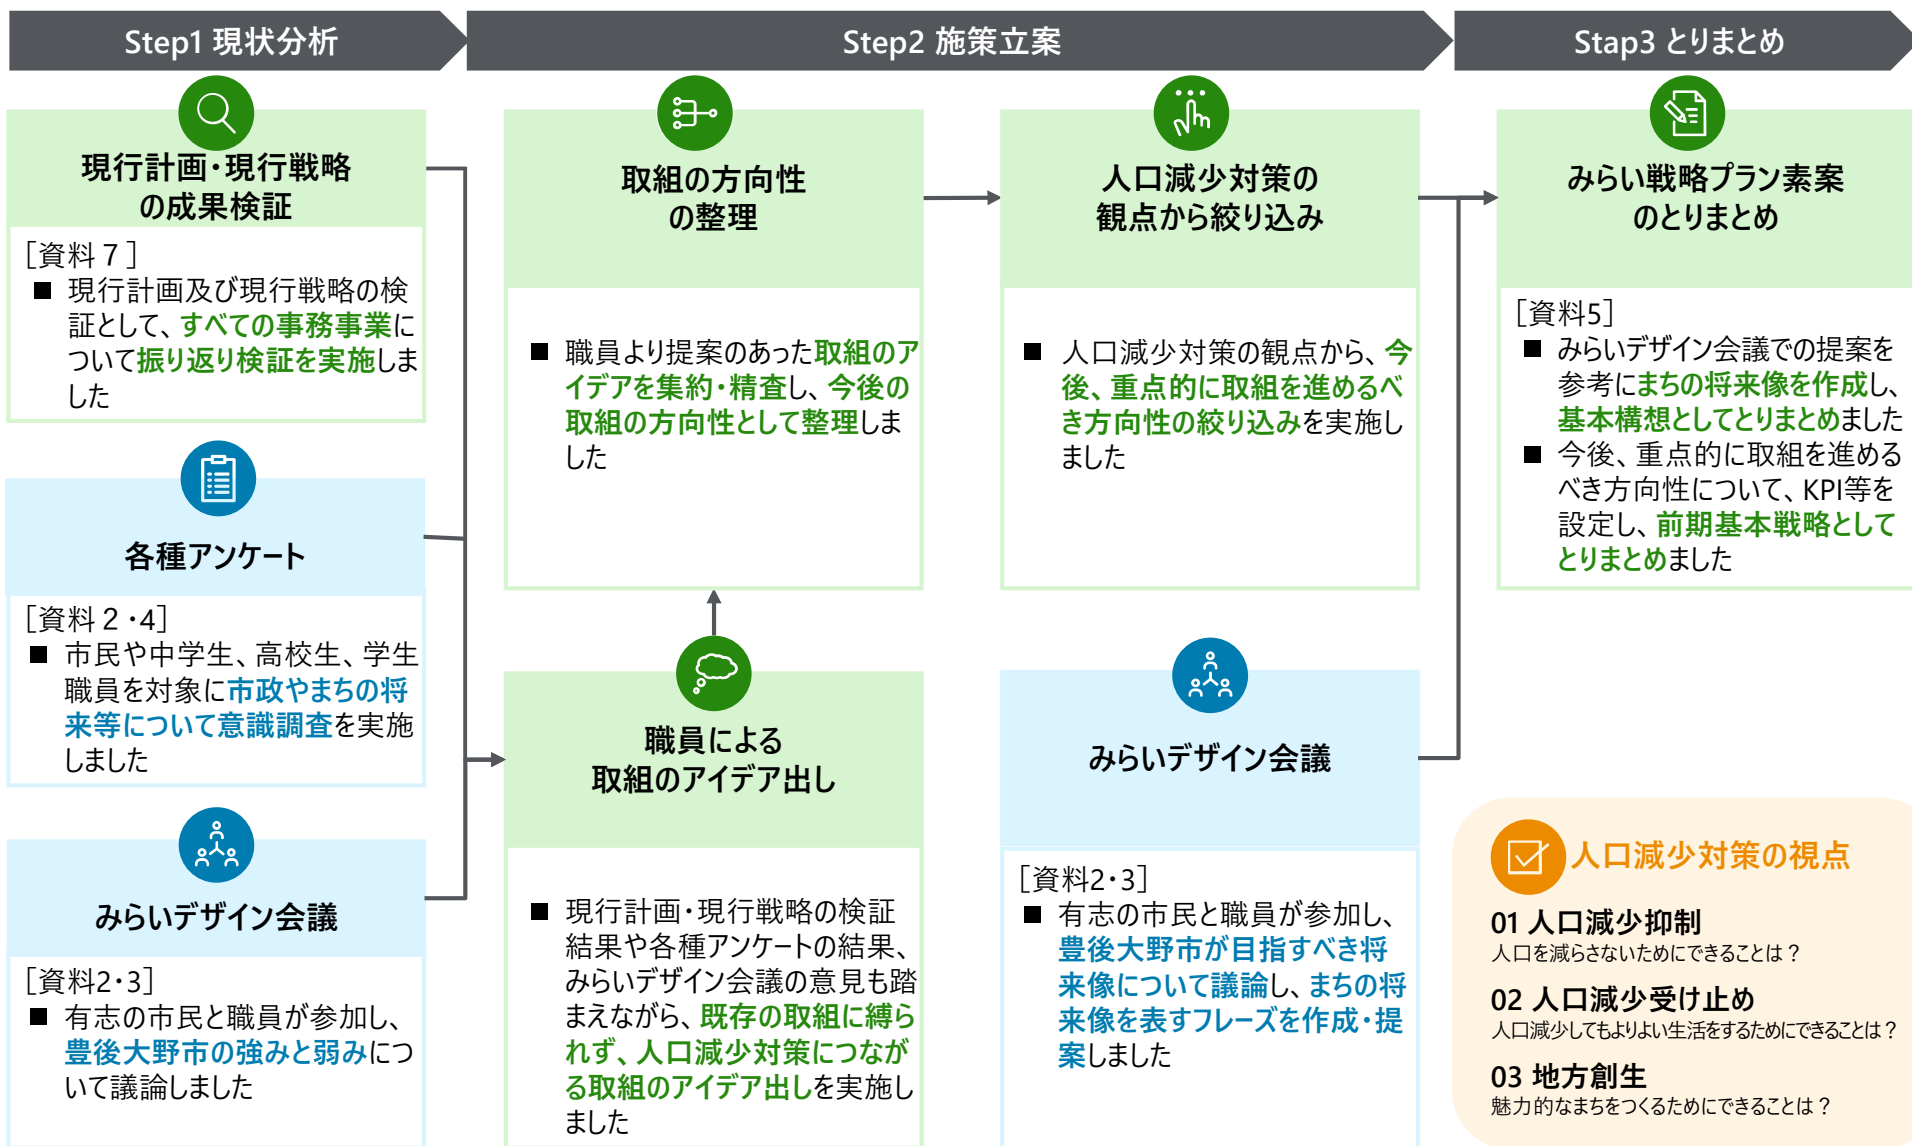 Step1 現状分析
Step2 施策立案
Stap3 とりまとめ
現行計画・現行戦略
の成果検証
［資料７］
■ 現行計画及び現行戦略の検
証として、すべての事務事業に
ついて振り返り検証を実施しま
した
各種アンケート
［資料２・4］
■ 市民や中学生、高校生、学生
職員を対象に市政やまちの将
来等について意識調査を実施
しました
みらいデザイン会議
［資料2・3］
■ 有志の市民と職員が参加し、
豊後大野市の強みと弱みにつ
いて議論しました
取組の方向性
の整理
■ 職員より提案のあった取組のア
イデアを集約・精査し、今後の
取組の方向性として整理しま
した
職員による
取組のアイデア出し
■ 現行計画・現行戦略の検証
結果や各種アンケートの結果、
みらいデザイン会議の意見も踏
まえながら、既存の取組に縛ら
れず、人口減少対策につなが
る取組のアイデア出しを実施し
ました
人口減少対策の
観点から絞り込み
■ 人口減少対策の観点から、今
後、重点的に取組を進めるべ
き方向性の絞り込みを実施し
ました
みらいデザイン会議
［資料2・3］
■ 有志の市民と職員が参加し、
豊後大野市が目指すべき将
来像について議論し、まちの将
来像を表すフレーズを作成・提
案しました
みらい戦略プラン素案
のとりまとめ
［資料5］
■ みらいデザイン会議での提案を
参考にまちの将来像を作成し、
基本構想としてとりまとめました
■ 今後、重点的に取組を進める
べき方向性について、KPI等を
設定し、前期基本戦略として
とりまとめました
人口減少対策の視点
01 人口減少抑制
人口を減らさないためにできることは？
02 人口減少受け止め
人口減少してもよりよい生活をするためにできることは？
03 地方創生
魅力的なまちをつくるためにできることは？